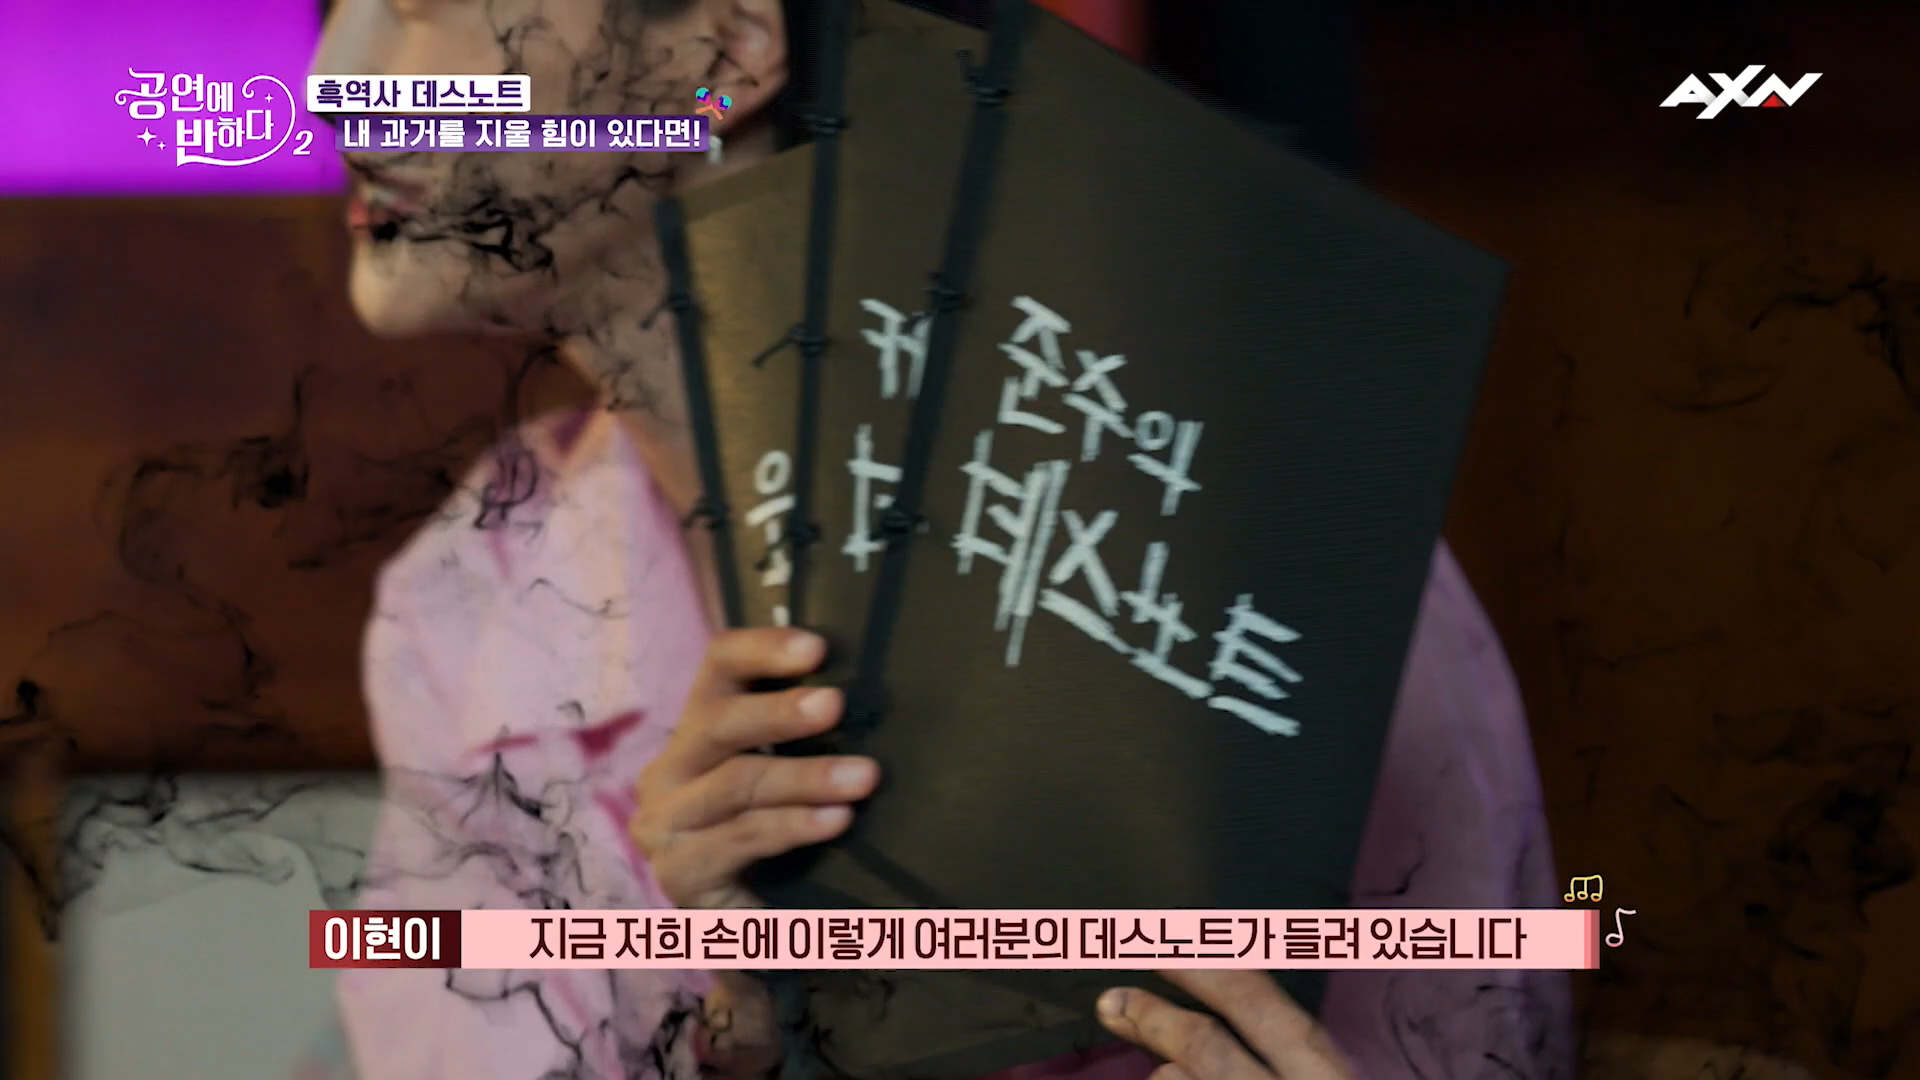 공연에
반하다 2
흑역사 데스노트
내 과거를 지울 힘이 있다면!
AXN
준주의
데스노트
이현이 지금 저희 손에 이렇게 여러분의 데스노트가 들려 있습니다